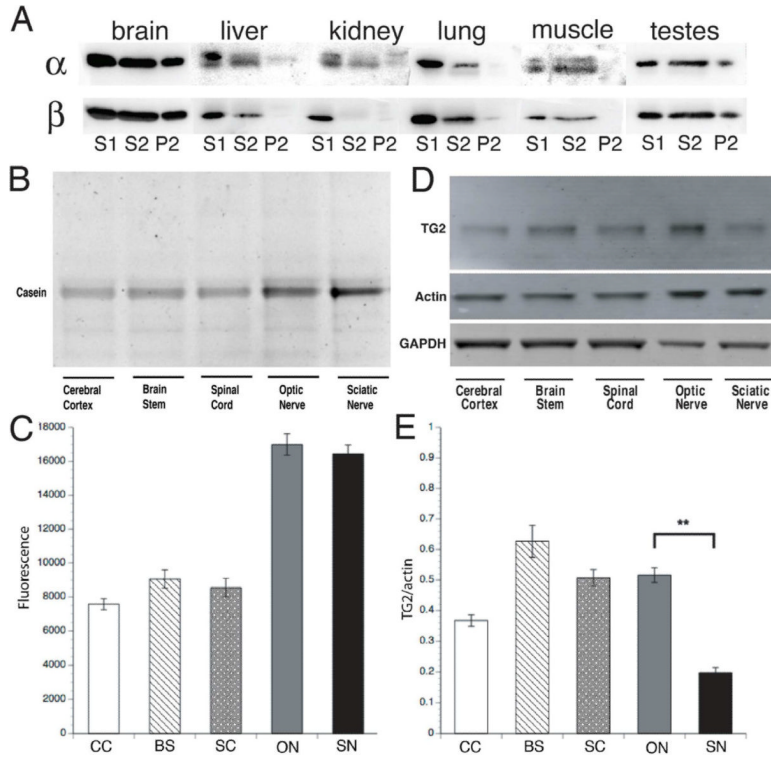 A
brain liver kidney lung muscle testes
α
β
S1 S2 P2 S1 S2 P2 S1 S2 P2 S1 S2 P2 S1 S2 P2 S1 S2 P2
B
Casein
Cerebral Cortex Brain Stem Spinal Cord Optic Nerve Sciatic Nerve
D
TG2
Actin
GAPDH
Cerebral Cortex Brain Stem Spinal Cord Optic Nerve Sciatic Nerve
C
Fluorescence
18000
16000
14000
12000
10000
8000
6000
4000
2000
0
CC BS SC ON SN
E
TG2/actin
1
0.9
0.8
0.7
0.6
0.5
0.4
0.3
0.2
0.1
0
**
CC BS SC ON SN